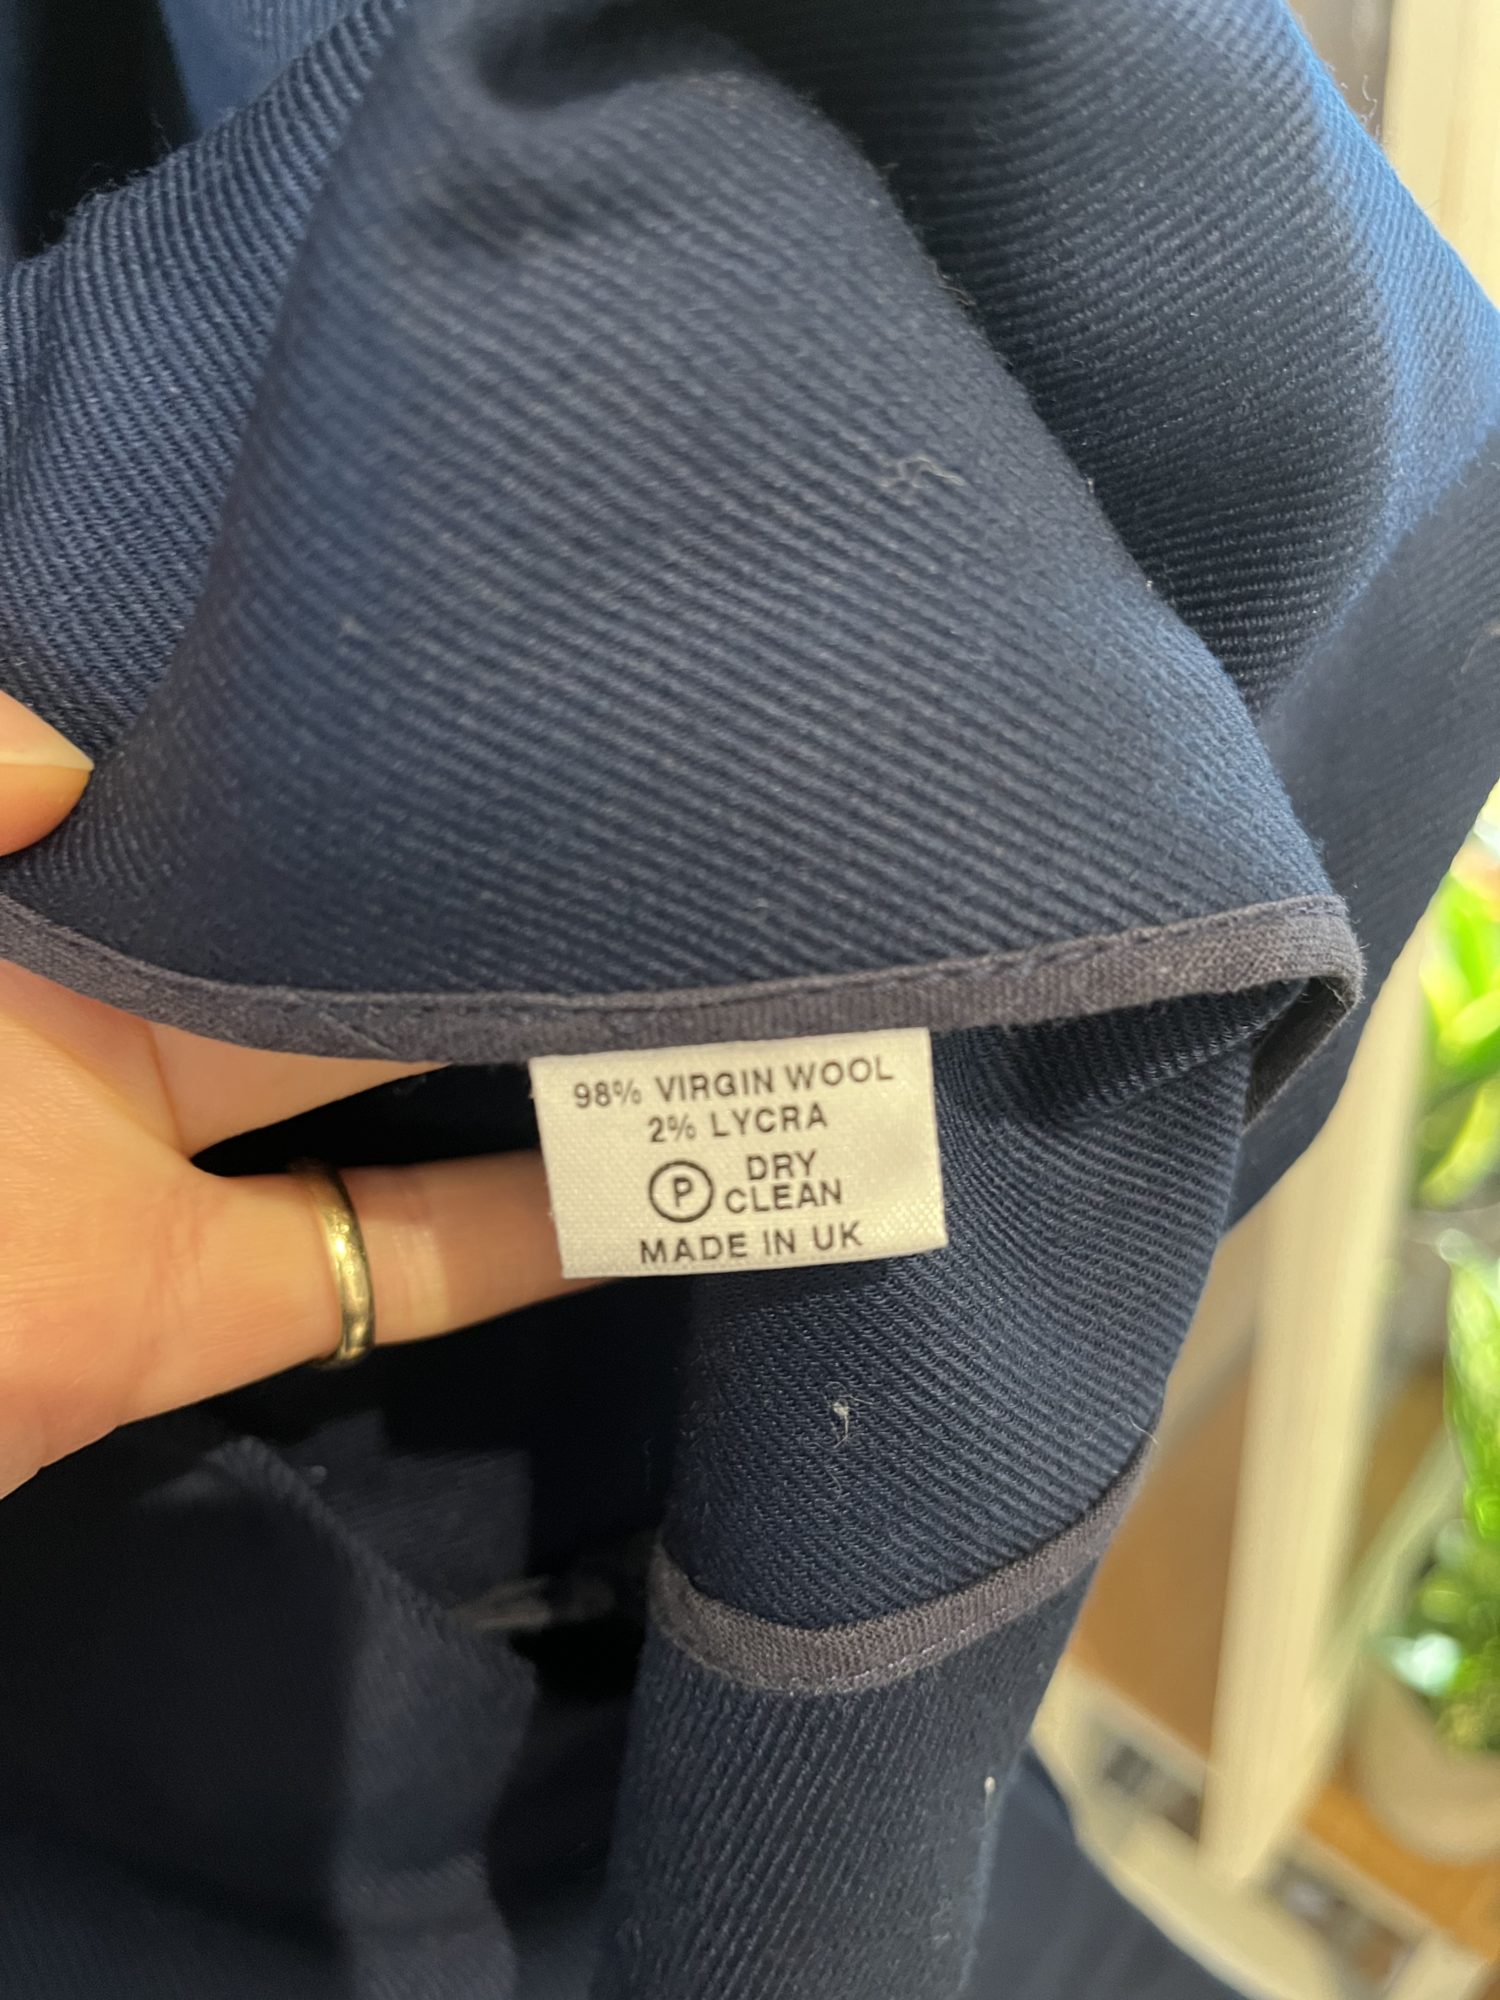 98% VIRGIN WOOL
2% LYCRA
P DRY
CLEAN
MADE IN UK